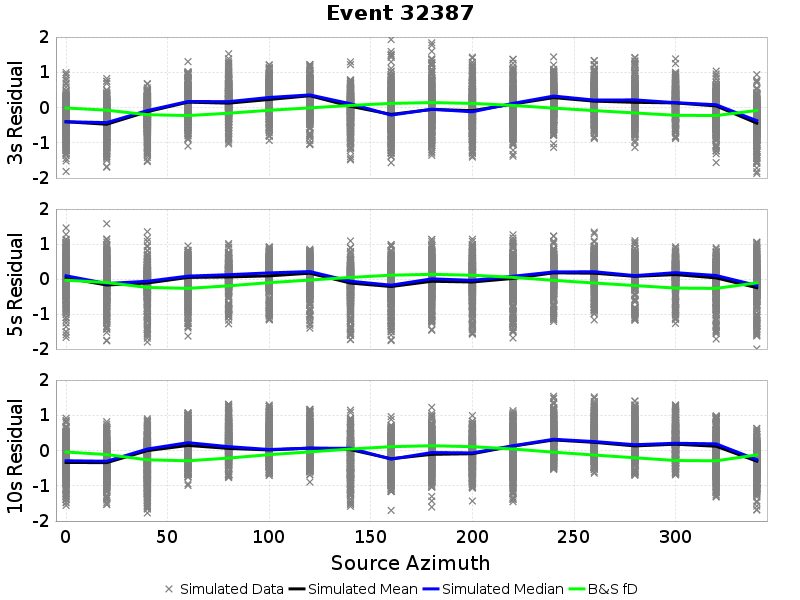 Event 32387
3s Residual
2
1
0
-1
-2
5s Residual
2
1
0
-1
-2
10s Residual
2
1
0
-1
-2
0 50 100 150 200 250 300
Source Azimuth
Simulated Data Simulated Mean Simulated Median B&S fD